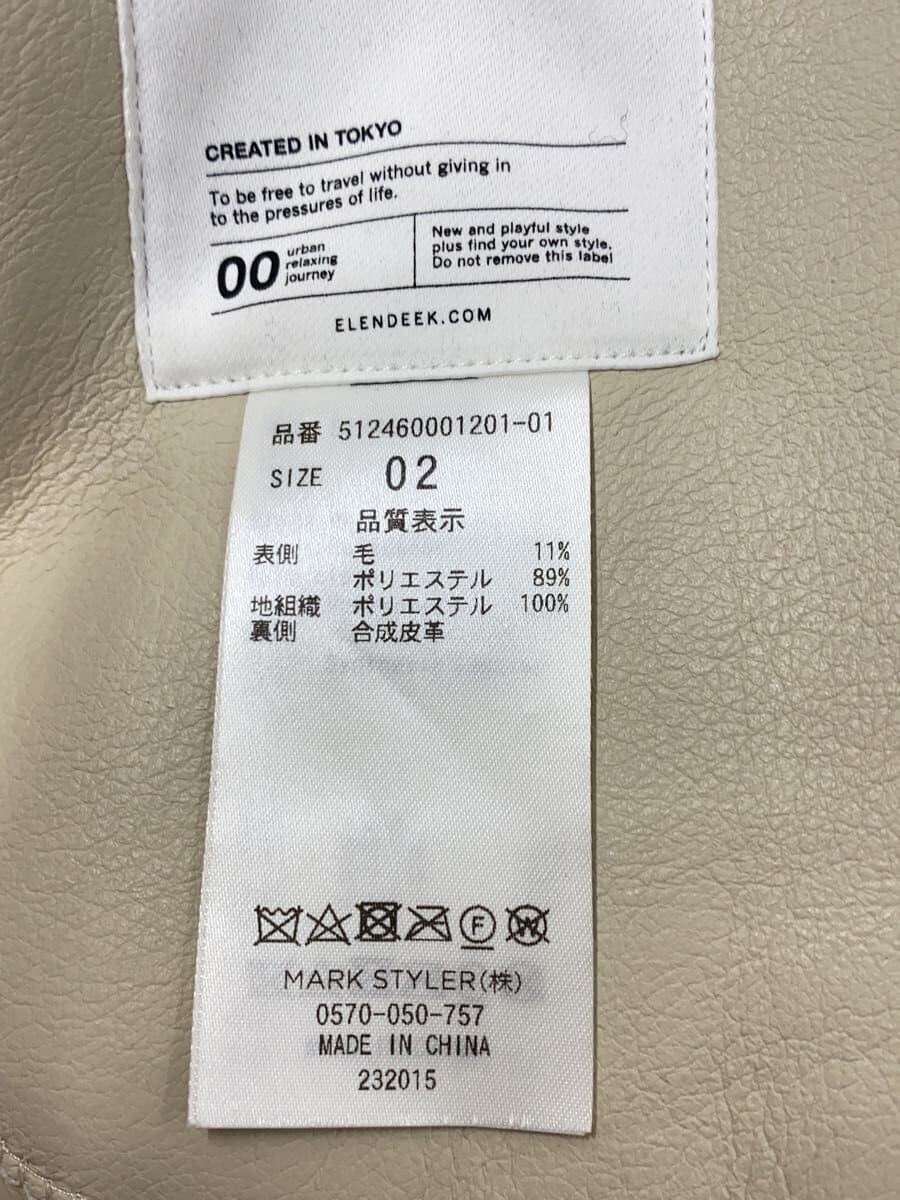 CREATED IN TOKYO
To be free to travel without giving in
to the pressures of life.
00 urban
relaxing
journey
New and playful style
plus find your own style.
Do not remove this label
ELENDEEK.COM
品番 512460001201-01
SIZE 02
品質表示
表側 毛 11%
ポリエステル 89%
地組織 ポリエステル 100%
裏側 合成皮革
F W
MARK STYLER(株)
0570-050-757
MADE IN CHINA
232015